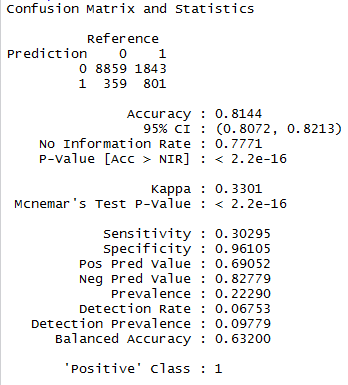 Confusion Matrix and Statistics
Reference
Prediction 0 1
0 8859 1843
1 359 801
Accuracy : 0.8144
95% CI : (0.8072, 0.8213)
No Information Rate : 0.7771
P-Value [Acc > NIR] : < 2.2e-16
Kappa : 0.3301
Mcnemar's Test P-Value : < 2.2e-16
Sensitivity : 0.30295
Specificity : 0.96105
Pos Pred Value : 0.69052
Neg Pred Value : 0.82779
Prevalence : 0.22290
Detection Rate : 0.06753
Detection Prevalence : 0.09779
Balanced Accuracy : 0.63200
'Positive' Class : 1